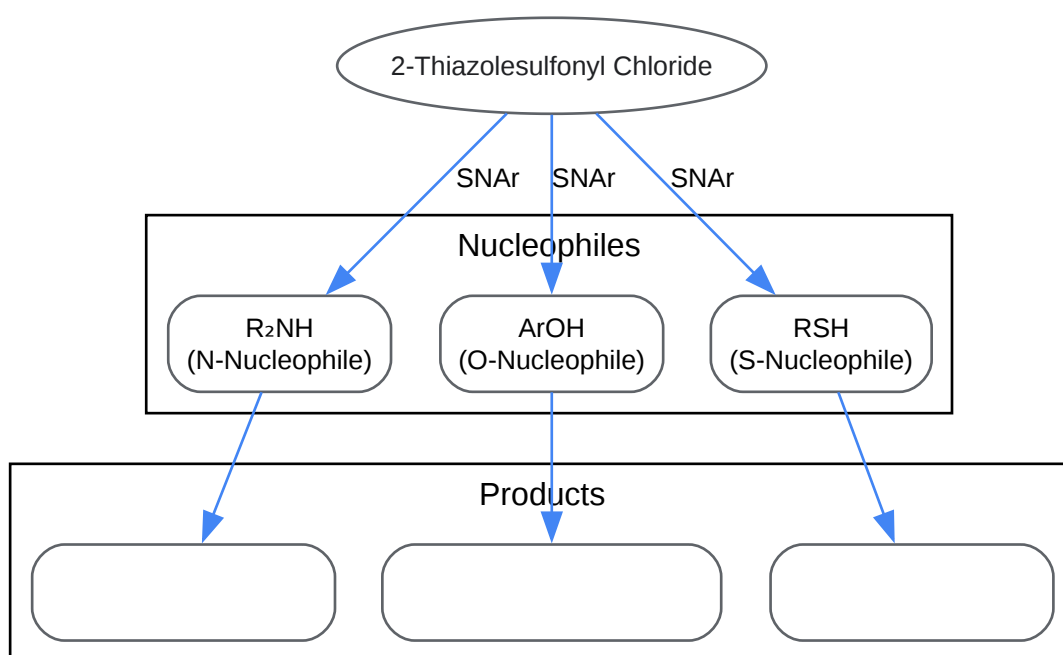 2-Thiazolesulfonyl Chloride
SNAr
SNAr
SNAr
Nucleophiles
R₂NH
(N-Nucleophile)
ArOH
(O-Nucleophile)
RSH
(S-Nucleophile)
Products